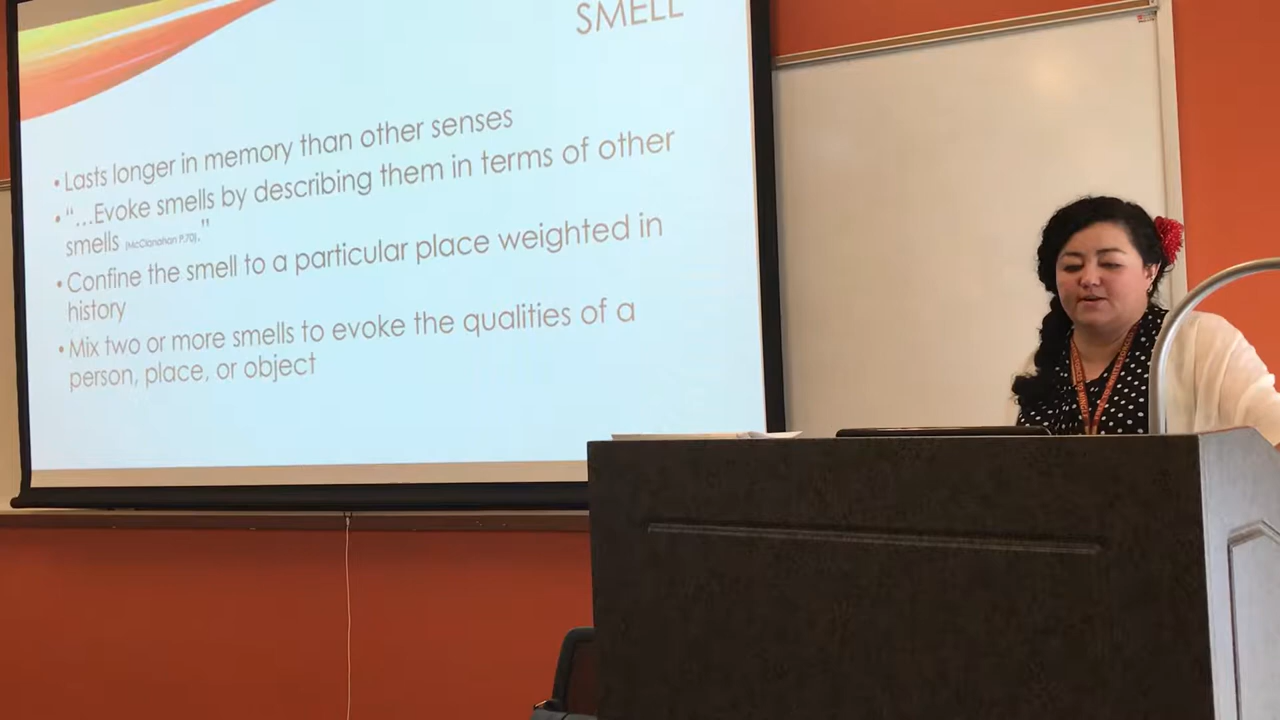 SMELL
• Lasts longer in memory than other senses
• “...Evoke smells by describing them in terms of other
smells (McClanahan P.70).”
• Confine the smell to a particular place weighted in
history
• Mix two or more smells to evoke the qualities of a
person, place, or object